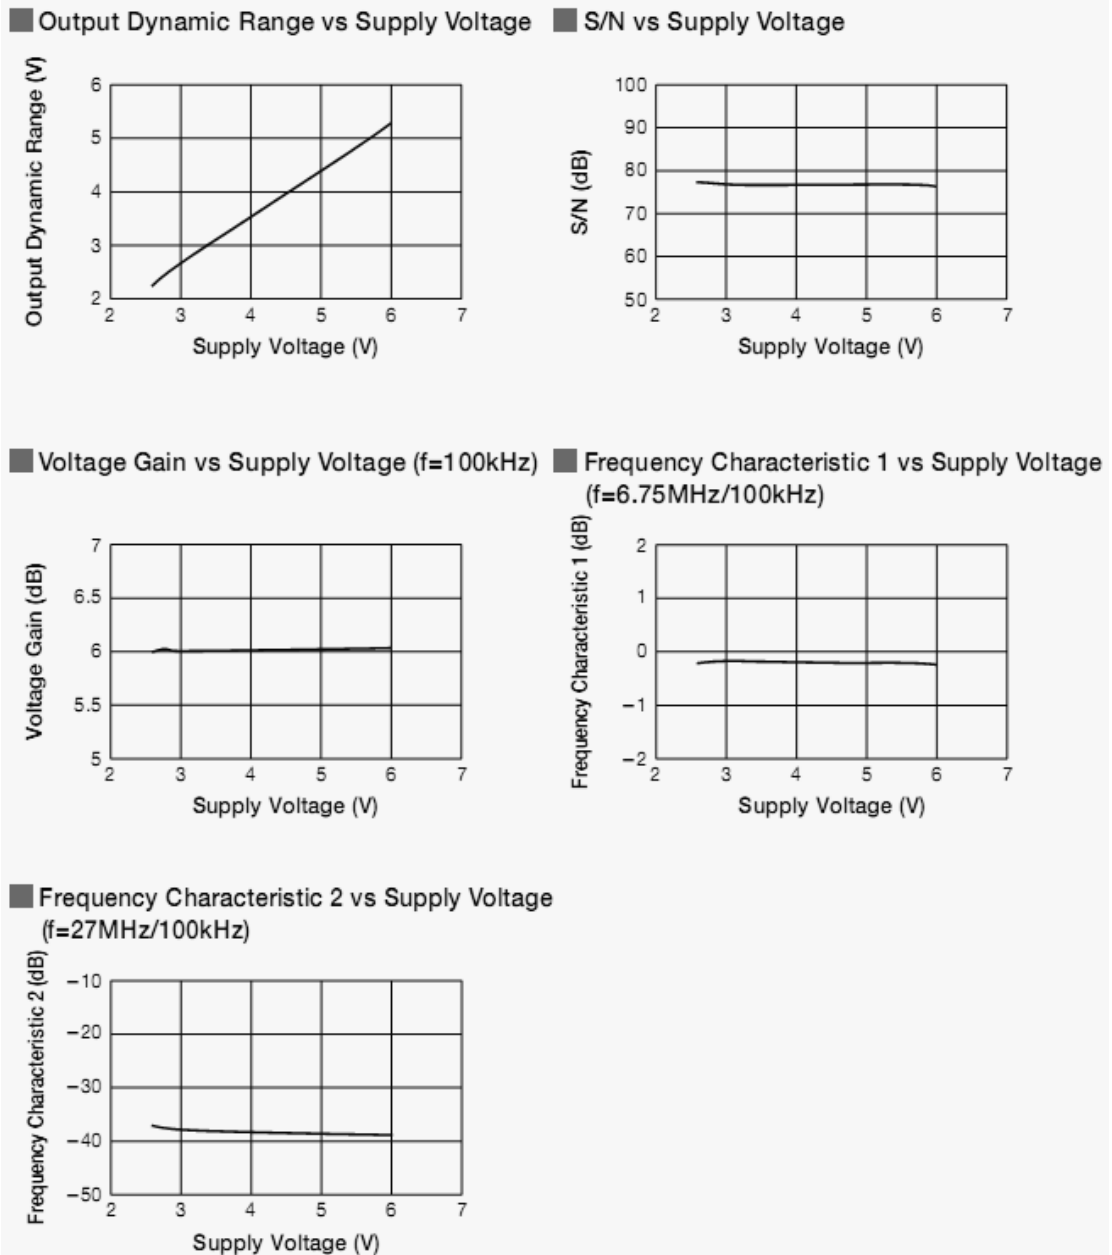 Output Dynamic Range vs Supply Voltage
Output Dynamic Range (V)
6
5
4
3
2
2 3 4 5 6 7
Supply Voltage (V)
S/N vs Supply Voltage
S/N (dB)
100
90
80
70
60
50
2 3 4 5 6 7
Supply Voltage (V)
Voltage Gain vs Supply Voltage (f=100kHz)
Voltage Gain (dB)
7
6.5
6
5.5
5
2 3 4 5 6 7
Supply Voltage (V)
Frequency Characteristic 1 vs Supply Voltage
(f=6.75MHz/100kHz)
Frequency Characteristic 1 (dB)
2
1
0
−1
−2
2 3 4 5 6 7
Supply Voltage (V)
Frequency Characteristic 2 vs Supply Voltage
(f=27MHz/100kHz)
Frequency Characteristic 2 (dB)
−10
−20
−30
−40
−50
2 3 4 5 6 7
Supply Voltage (V)